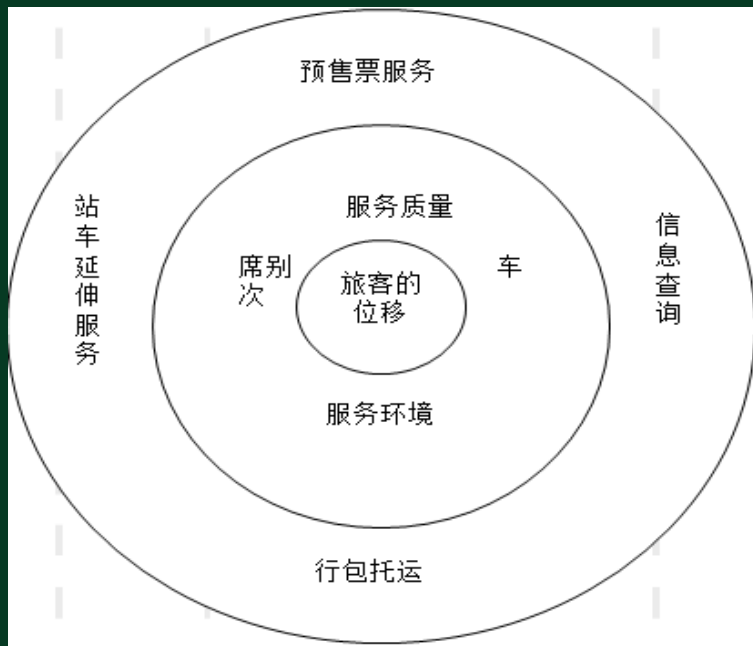 预售票服务
站车延伸服务
信息查询
服务质量
席别 车
次
旅客的
位移
服务环境
行包托运